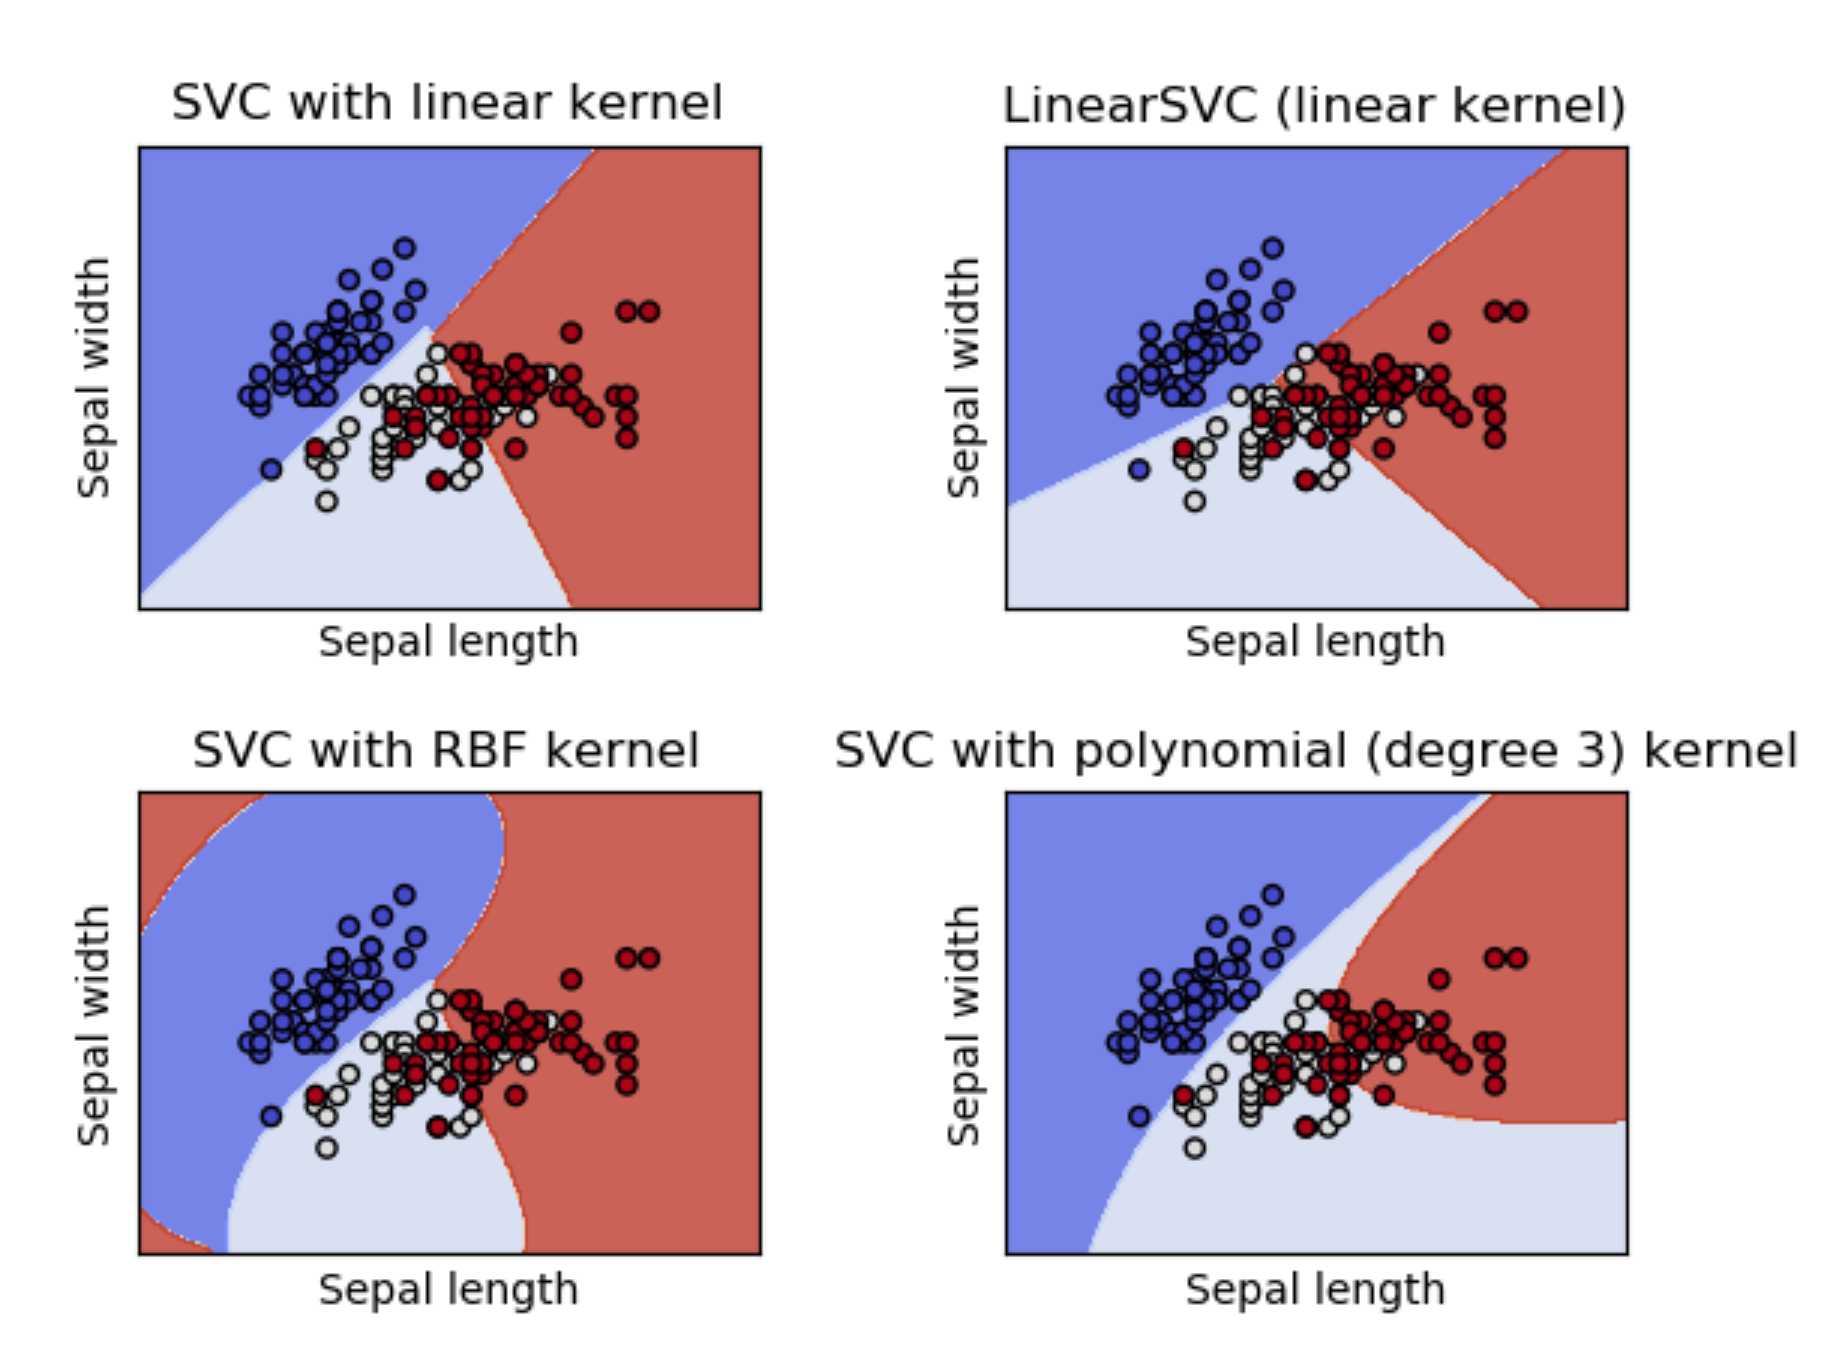 SVC with linear kernel
LinearSVC (linear kernel)
Sepal width
Sepal length
Sepal width
Sepal length
SVC with RBF kernel
SVC with polynomial (degree 3) kernel
Sepal width
Sepal length
Sepal width
Sepal length